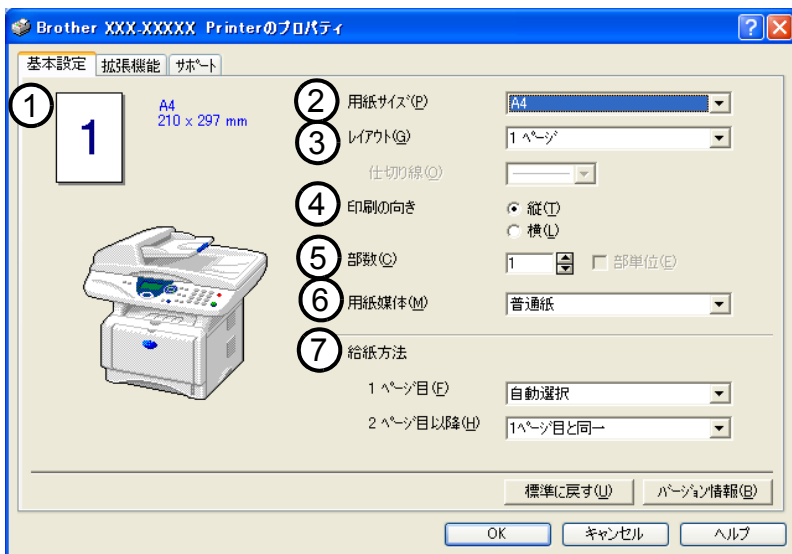 Brother XXX-XXXXX Printerのプロパティ
基本設定 拡張機能 サポート
① 1 A4
210 x 297 mm
② 用紙サイズ(P) A4
③ レイアウト(G) 1 ページ
仕切り線(O)
④ 印刷の向き 縦(T)
横(L)
⑤ 部数(C) 1 部単位(E)
⑥ 用紙媒体(M) 普通紙
⑦ 給紙方法
1 ページ目(F) 自動選択
2 ページ目以降(H) 1ページ目と同一
標準に戻す(U) バージョン情報(B)
OK キャンセル ヘルプ